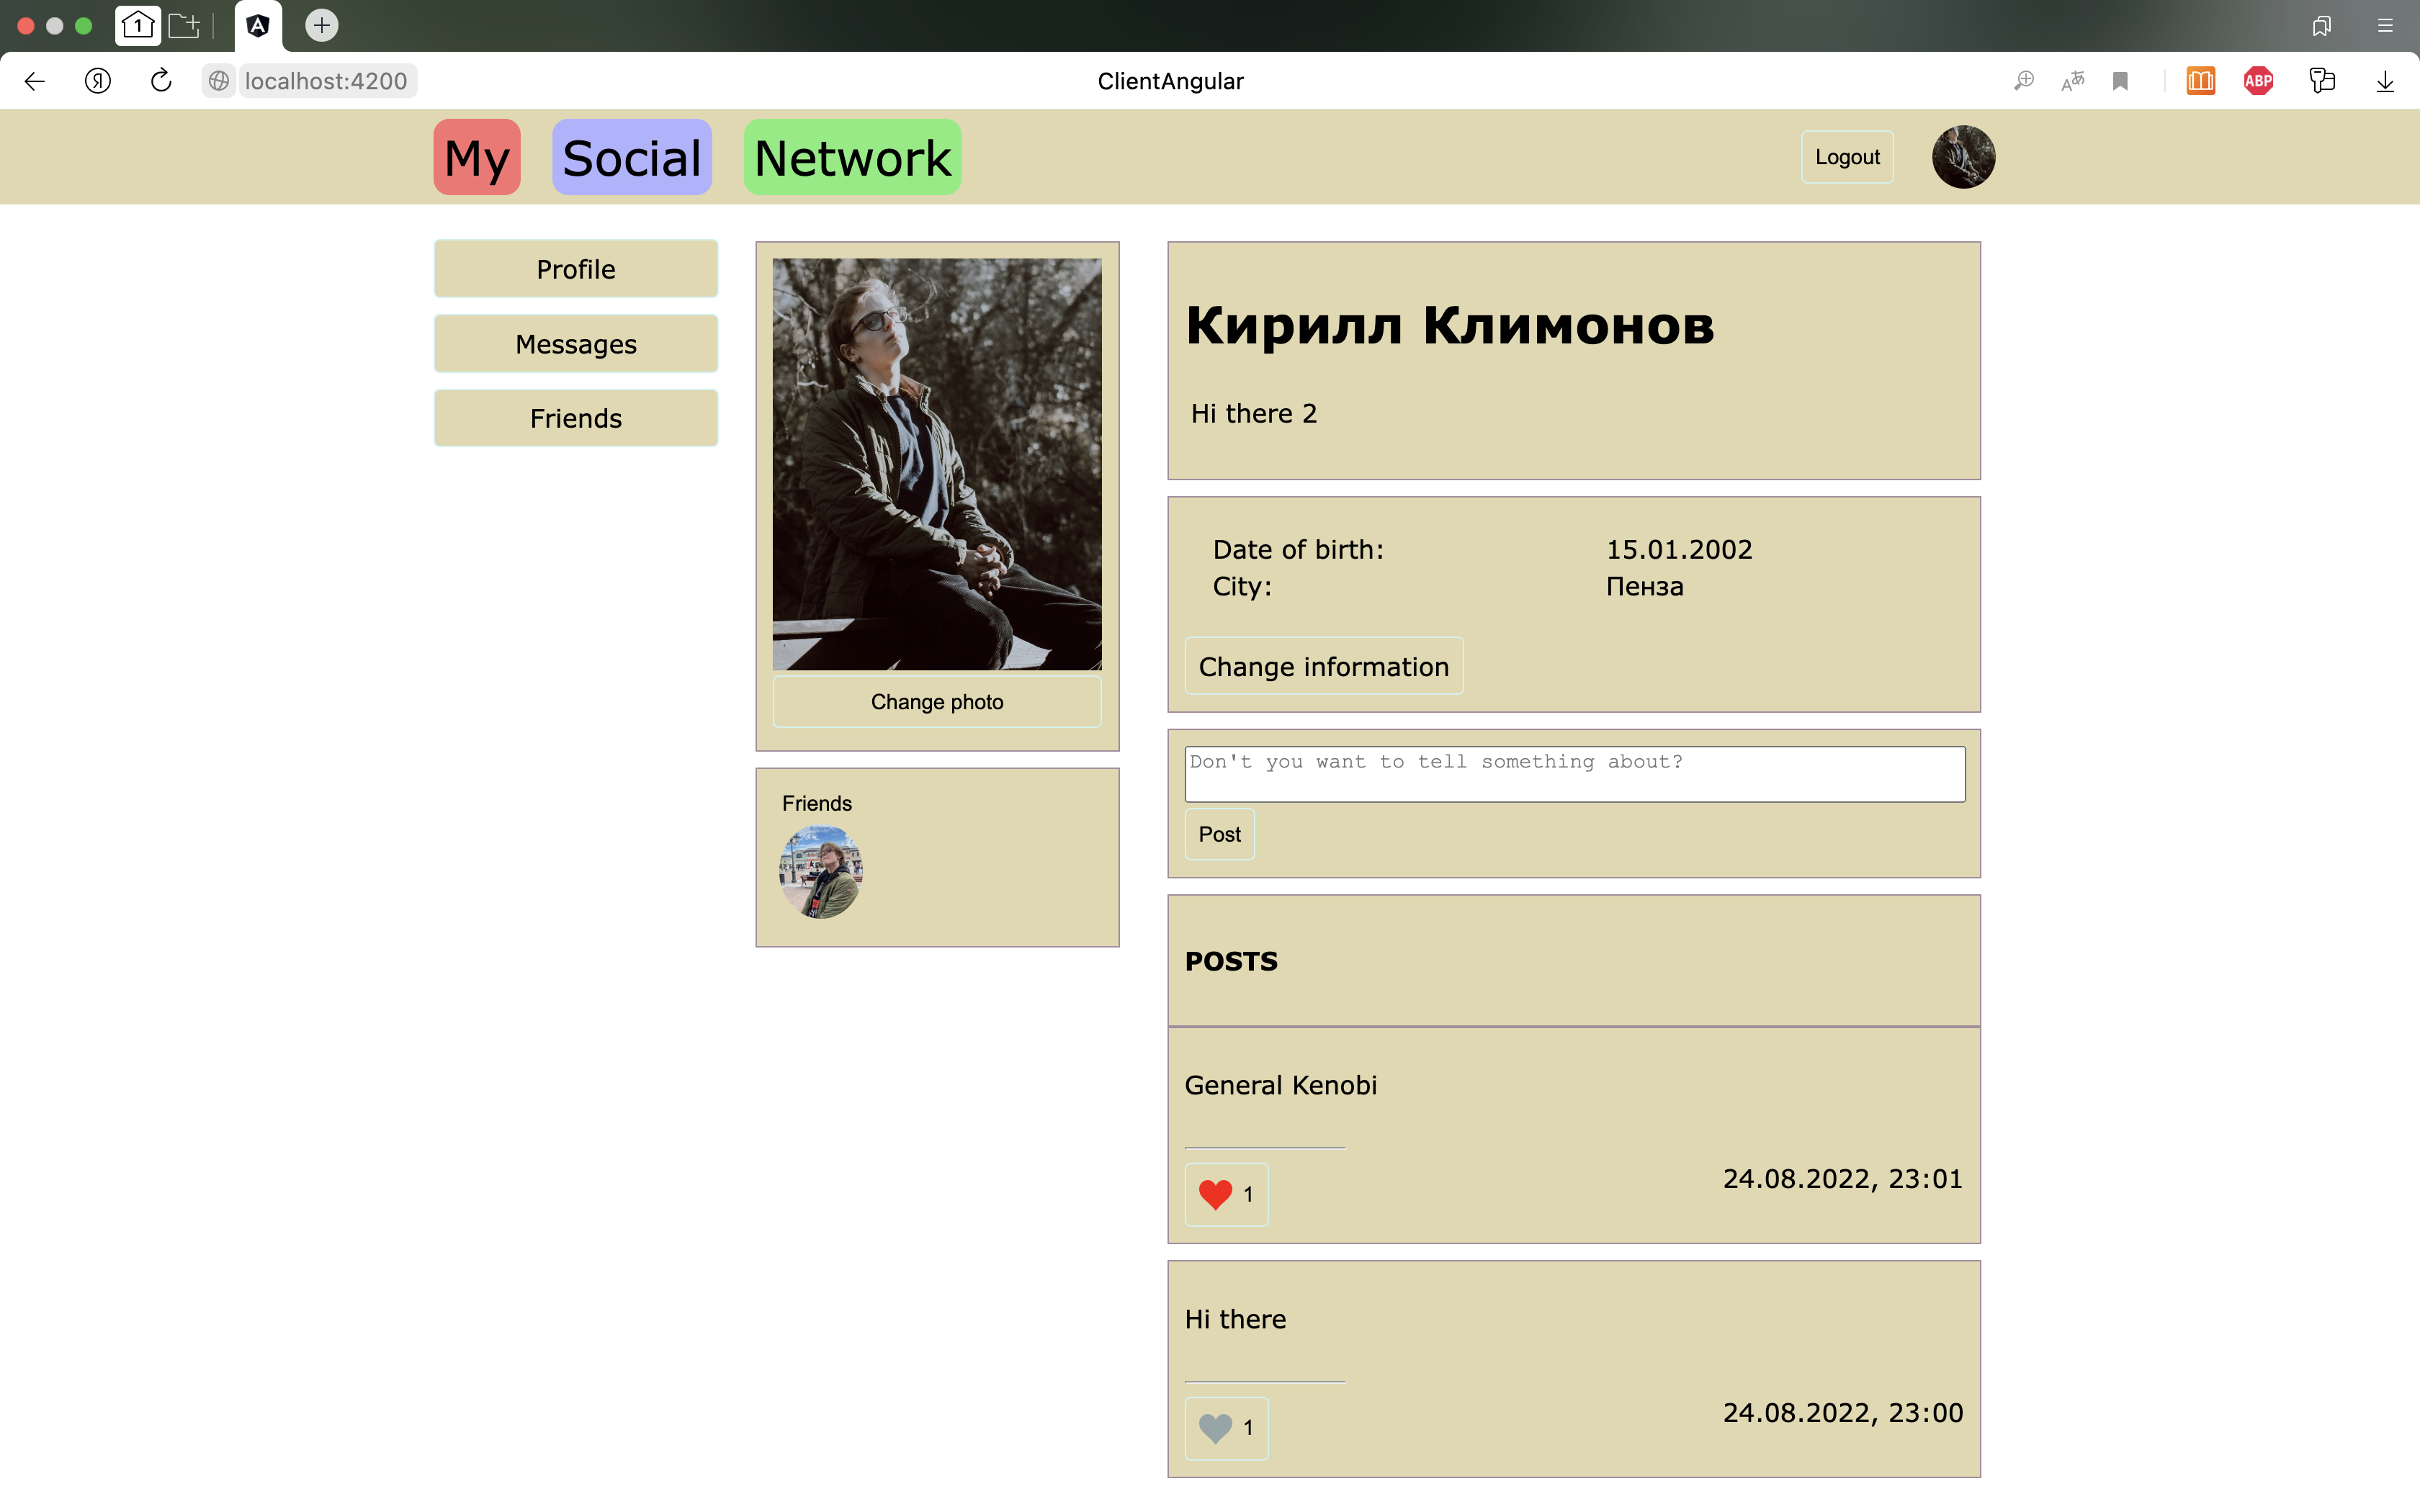 1
localhost:4200
ClientAngular
ABP
My Social Network
Logout
Profile
Messages
Friends
Change photo
Friends
Кирилл Климонов
Hi there 2
Date of birth: 15.01.2002
City: Пенза
Change information
Don't you want to tell something about?
Post
POSTS
General Kenobi
1
24.08.2022, 23:01
Hi there
1
24.08.2022, 23:00